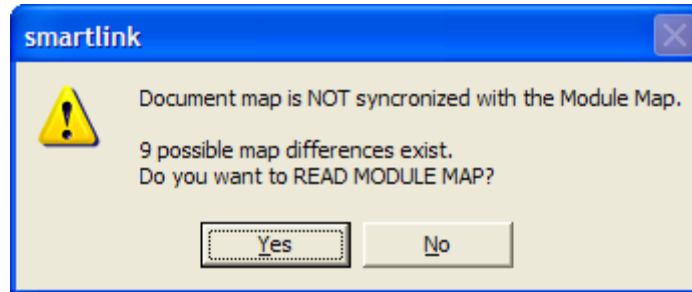 smartlink
Document map is NOT syncronized with the Module Map.
9 possible map differences exist.
Do you want to READ MODULE MAP?
Yes
No